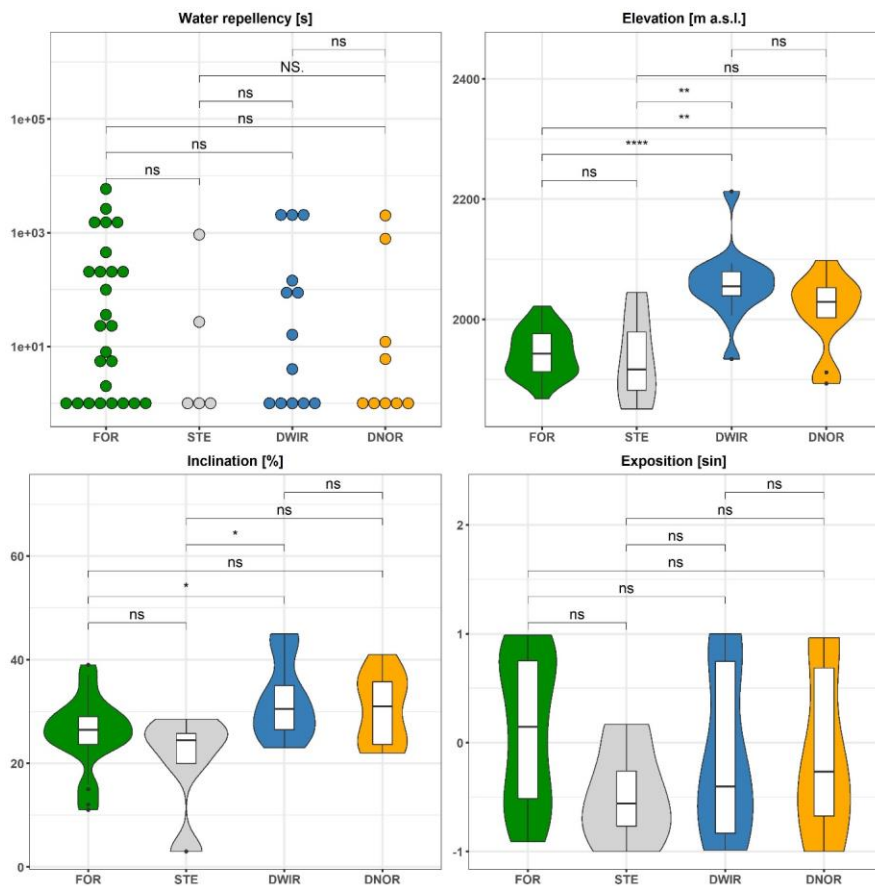 Water repellency [s]
ns
NS.
ns
ns
ns
ns
1e+05
1e+03
1e+01
FOR STE DWIR DNOR
Elevation [m a.s.l.]
ns
ns
**
**
****
ns
2400
2200
2000
FOR STE DWIR DNOR
Inclination [%]
ns
ns
*
ns
*
ns
60
40
20
0
FOR STE DWIR DNOR
Exposition [sin]
ns
ns
ns
ns
ns
ns
2
1
-0
-1
FOR STE DWIR DNOR